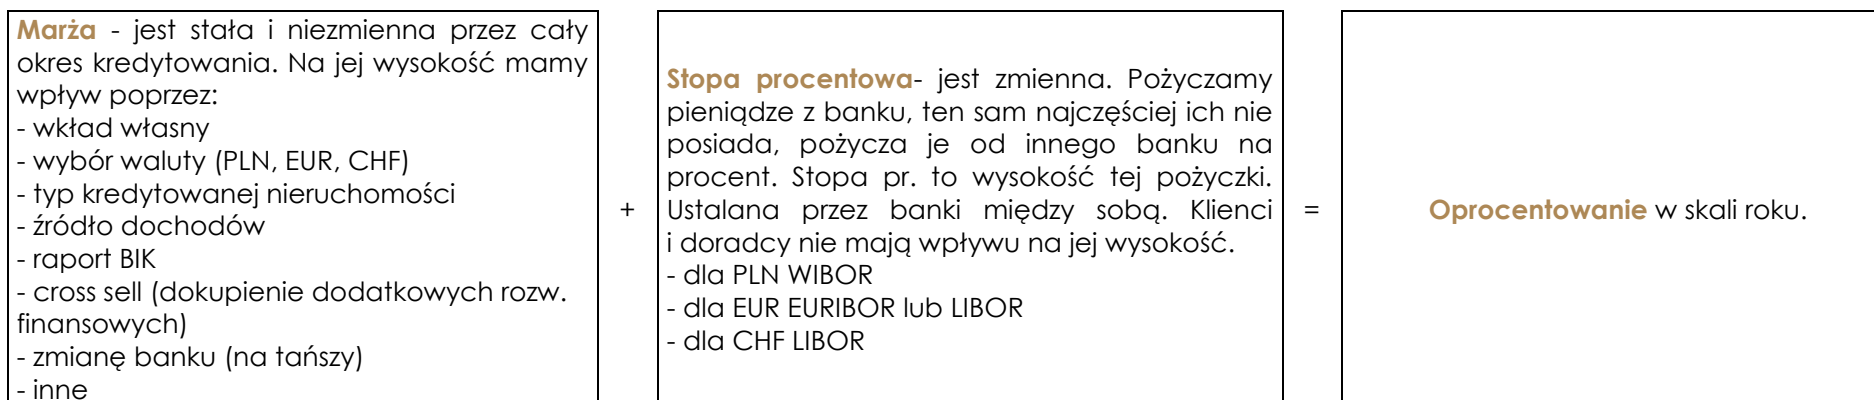 Marża - jest stała i niezmienna przez cały
okres kredytowania. Na jej wysokość mamy
wpływ poprzez:
- wkład własny
- wybór waluty (PLN, EUR, CHF)
- typ kredytowanej nieruchomości
- źródło dochodów
- raport BIK
- cross sell (dokupienie dodatkowych rozw.
finansowych)
- zmianę banku (na tańszy)
- inne
+
Stopa procentowa- jest zmienna. Pożyczamy
pieniądze z banku, ten sam najczęściej ich nie
posiada, pożycza je od innego banku na
procent. Stopa pr. to wysokość tej pożyczki.
Ustalana przez banki między sobą. Klienci
i doradcy nie mają wpływu na jej wysokość.
- dla PLN WIBOR
- dla EUR EURIBOR lub LIBOR
- dla CHF LIBOR
=
Oprocentowanie w skali roku.